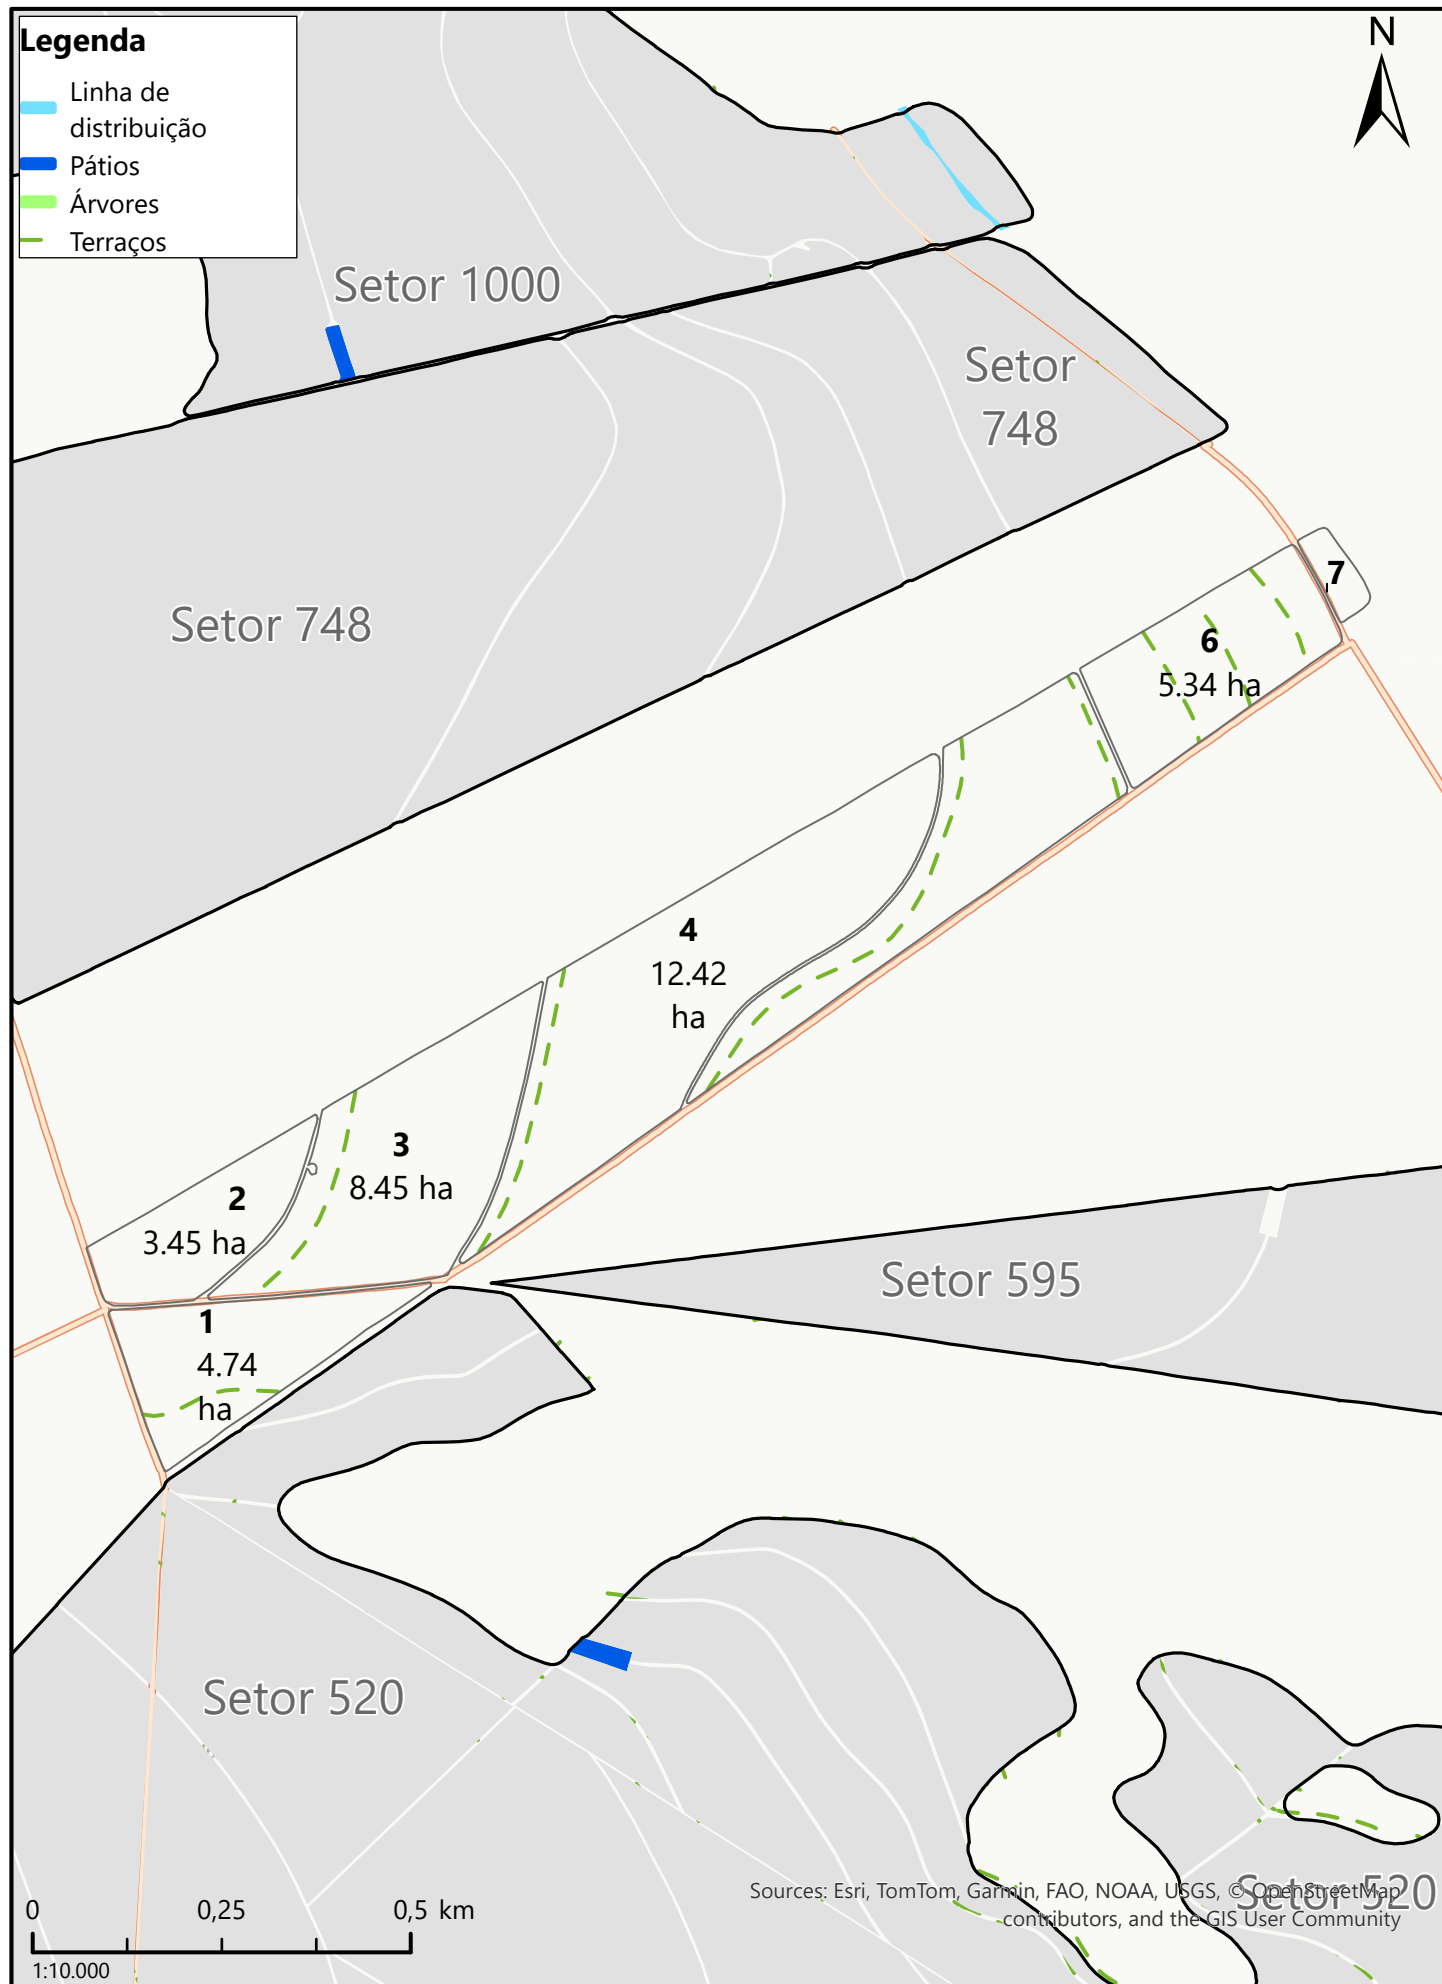 Legenda
Linha de
distribuição
Pátios
Árvores
Terraços
N
Setor 1000
Setor
748
Setor 748
7
6
5.34 ha
4
12.42
ha
3
8.45 ha
2
3.45 ha
1
4.74
ha
Setor 595
Setor 520
Setor 520
Sources: Esri, TomTom, Garmin, FAO, NOAA, USGS, © OpenStreetMap
contributors, and the GIS User Community
0 0,25 0,5 km
1:10.000